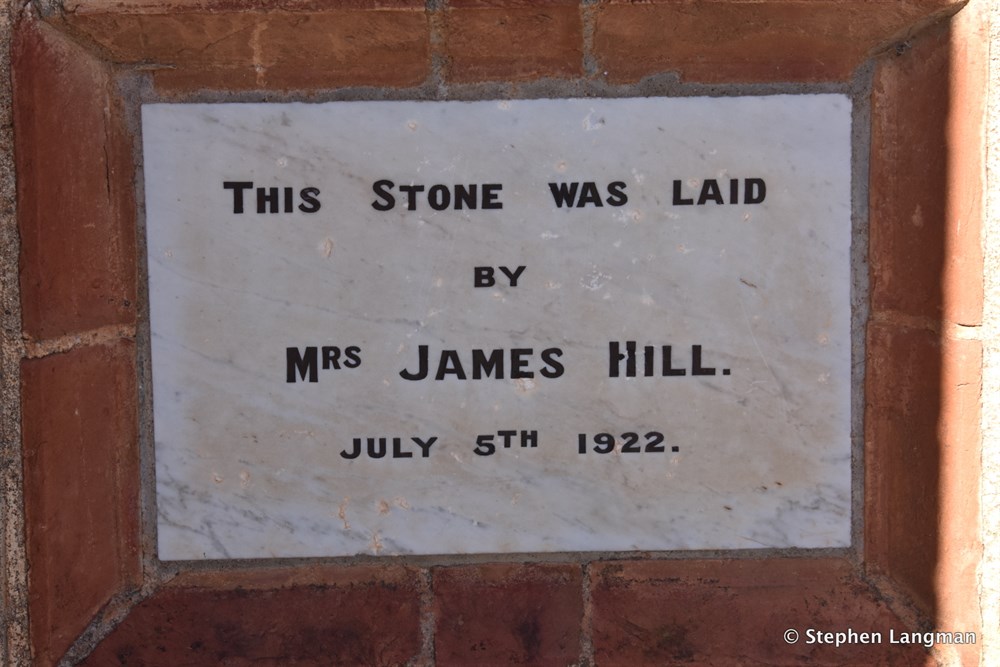 THIS STONE WAS LAID
BY
MRS JAMES HILL.
JULY 5TH 1922.
© Stephen Langman